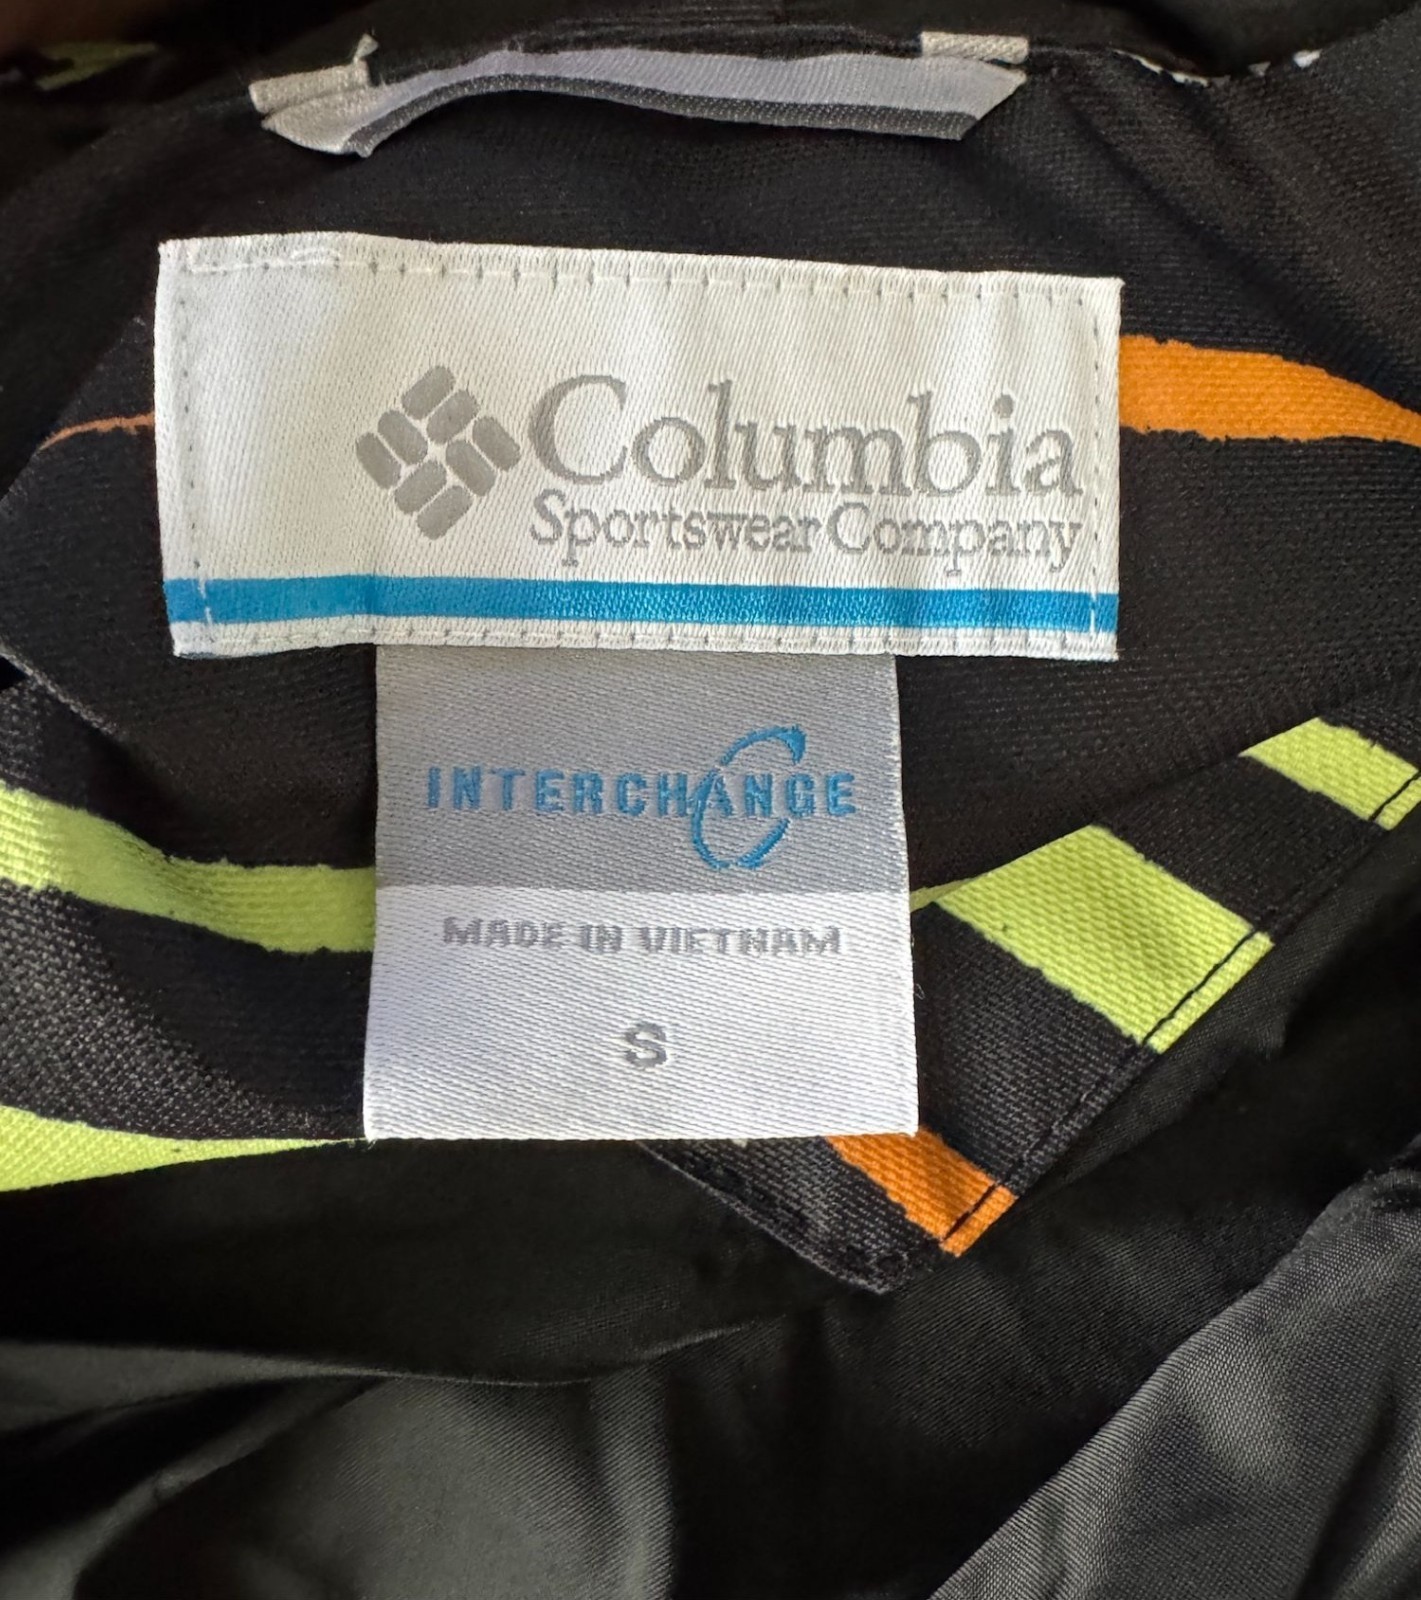 Columbia
Sportswear Company
INTERCHANGE
MADE IN VIETNAM
S